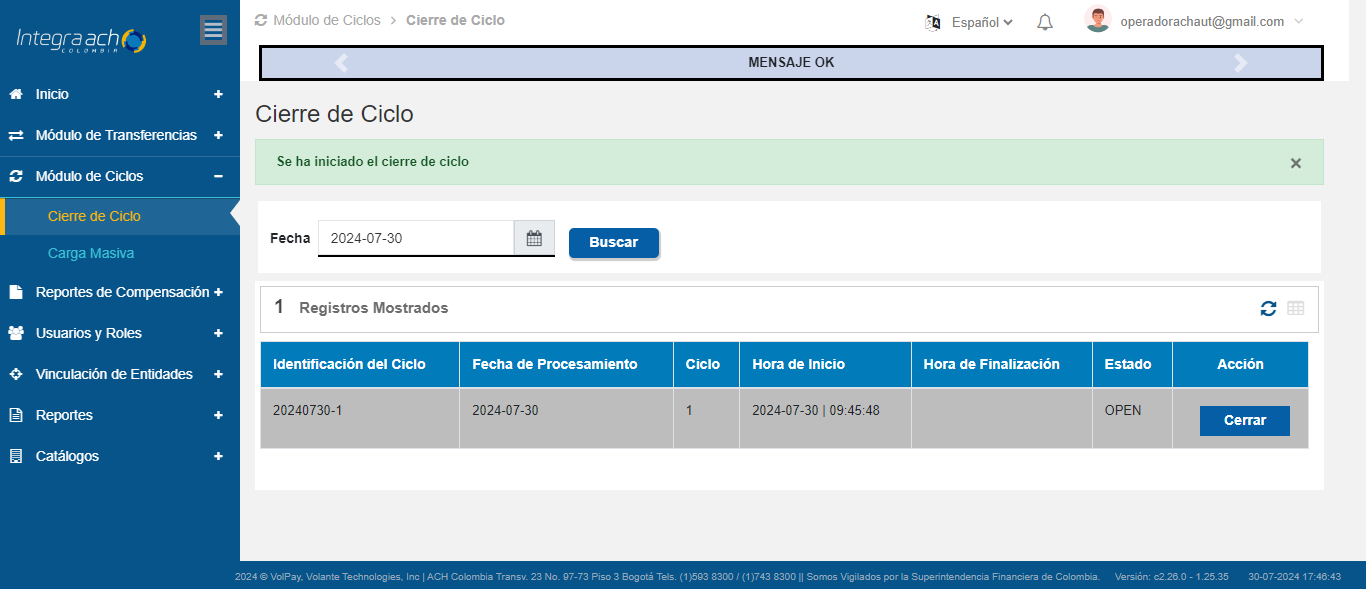 Integra ach
COLOMBIA
Módulo de Ciclos > Cierre de Ciclo
Español
operadorachaut@gmail.com
MENSAJE OK
Inicio +
Módulo de Transferencias +
Módulo de Ciclos −
Cierre de Ciclo
Carga Masiva
Reportes de Compensación +
Usuarios y Roles +
Vinculación de Entidades +
Reportes +
Catálogos +
Cierre de Ciclo
Se ha iniciado el cierre de ciclo ×
Fecha 2024-07-30 Buscar
1 Registros Mostrados
Identificación del Ciclo Fecha de Procesamiento Ciclo Hora de Inicio Hora de Finalización Estado Acción
20240730-1 2024-07-30 1 2024-07-30 | 09:45:48 OPEN Cerrar
2024 © VolPay, Volante Technologies, Inc | ACH Colombia Transv. 23 No. 97-73 Piso 3 Bogotá Tels. (1)593 8300 / (1)743 8300 || Somos Vigilados por la Superintendencia Financiera de Colombia. Versión: c2.26.0 - 1.25.35 30-07-2024 17:46:43